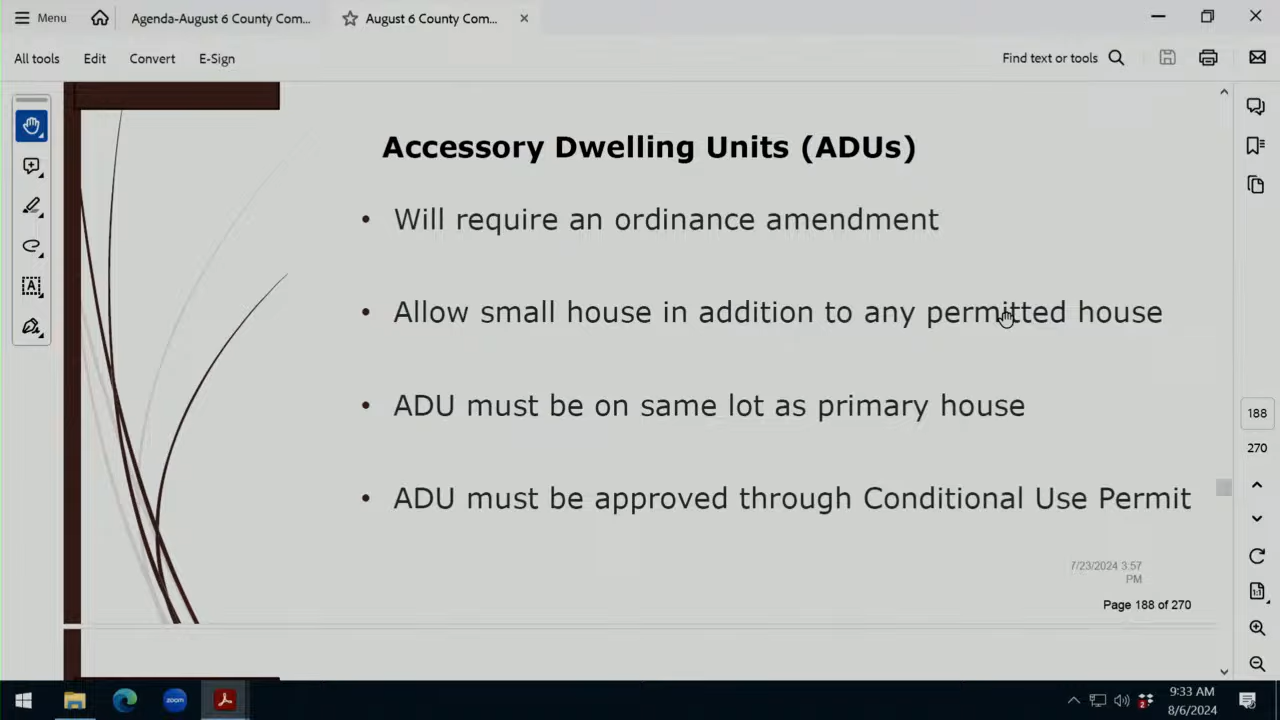 Menu
Agenda-August 6 County Com...
August 6 County Com...
All tools
Edit
Convert
E-Sign
Find text or tools
Accessory Dwelling Units (ADUs)
• Will require an ordinance amendment
• Allow small house in addition to any permitted house
• ADU must be on same lot as primary house
• ADU must be approved through Conditional Use Permit
7/23/2024 3:57
PM
Page 188 of 270
188
270
1:1
zoom
9:33 AM
8/6/2024